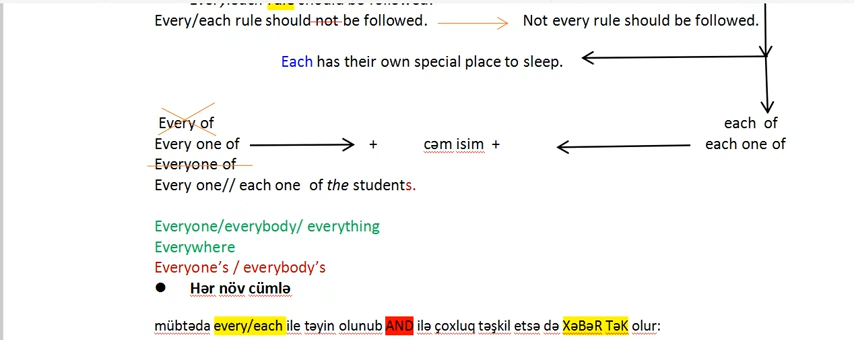 Every/each rule should not be followed. Not every rule should be followed.
Each has their own special place to sleep.
Every of each of
Every one of + cəm isim + each one of
Everyone of
Every one// each one of the students.
Everyone/everybody/ everything
Everywhere
Everyone's / everybody's
● Hər növ cümlə
mübtəda every/each ilə təyin olunub AND ilə çoxluq təşkil etsə də XəBəR TəK olur: